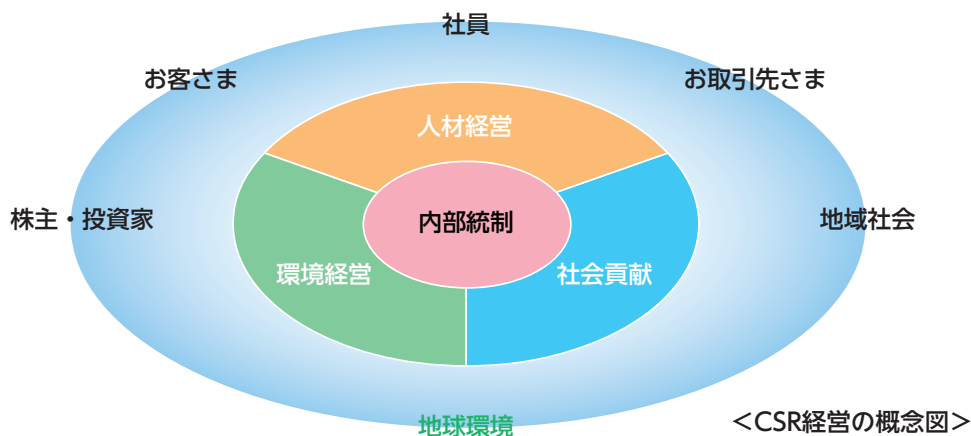 社員
お客さま
お取引先さま
人材経営
株主・投資家
内部統制
地域社会
環境経営
社会貢献
地球環境
＜CSR経営の概念図＞